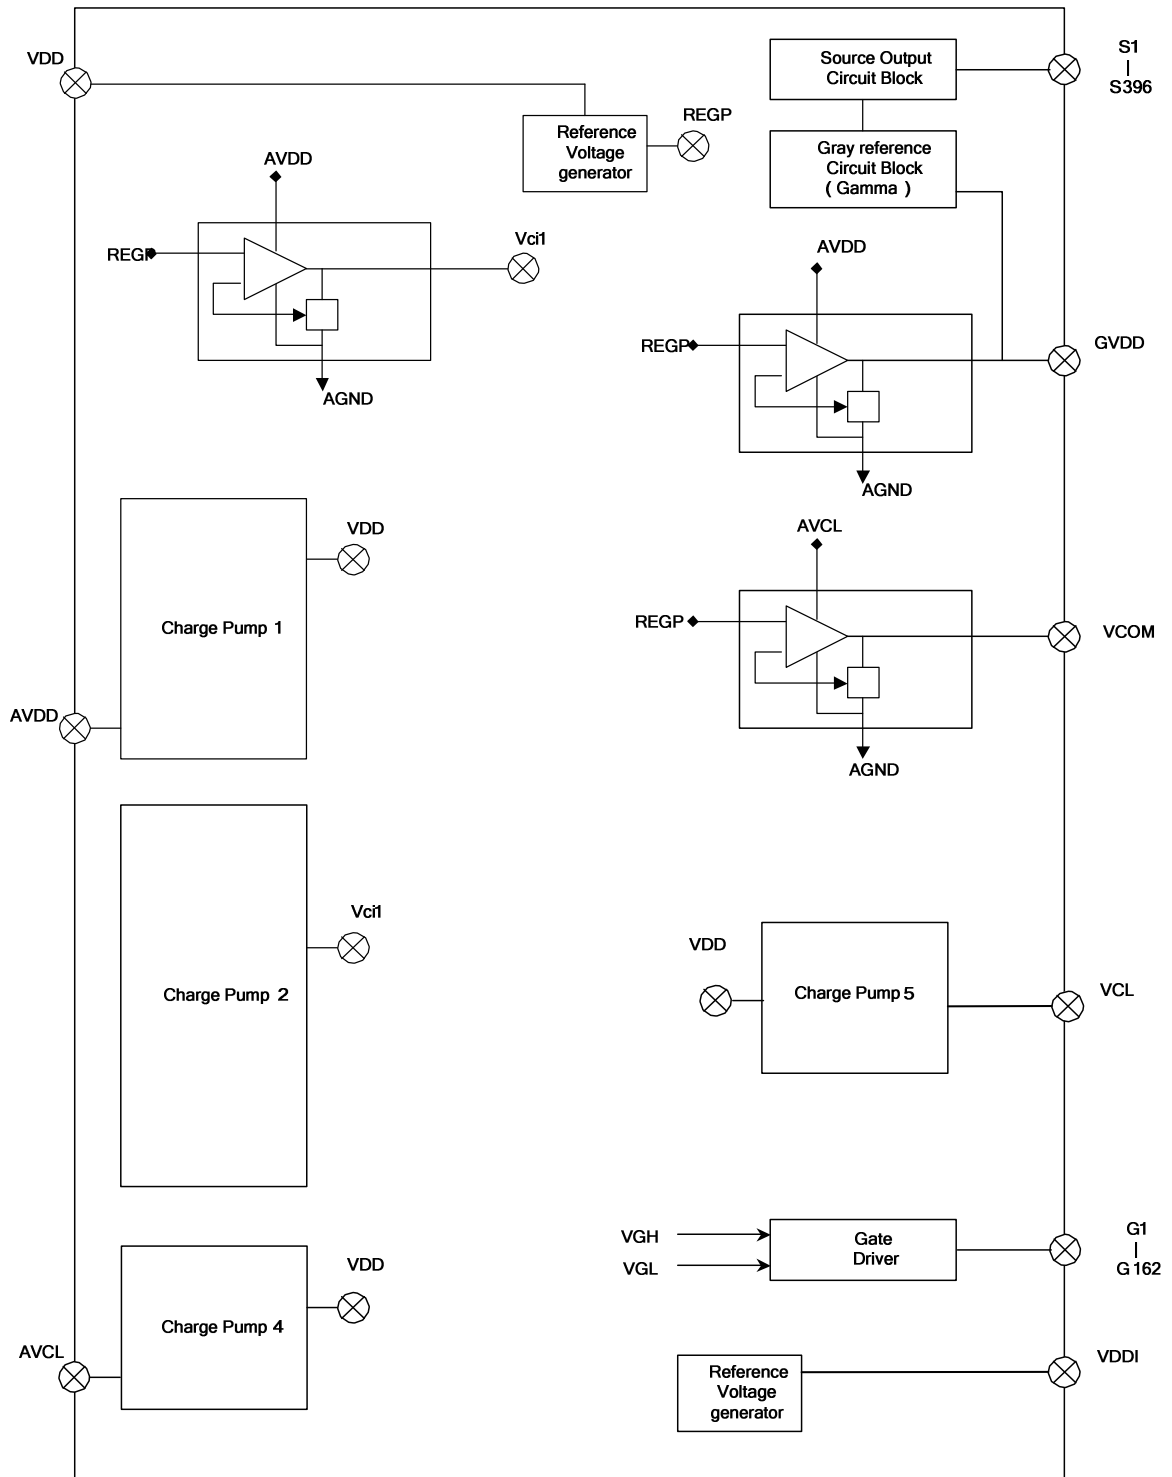 VDD
Source Output
Circuit Block
S1
S396
REGP
Reference
Voltage
generator
Gray reference
Circuit Block
( Gamma )
AVDD
REGP
Vci1
AGND
AVDD
REGP
GVDD
AGND
VDD
Charge Pump 1
AVDD
AVCL
REGP
VCOM
AGND
Vci1
Charge Pump 2
VDD
Charge Pump 5
VCL
VGH
VGL
Gate
Driver
G1
G162
VDD
Charge Pump 4
AVCL
Reference
Voltage
generator
VDDI